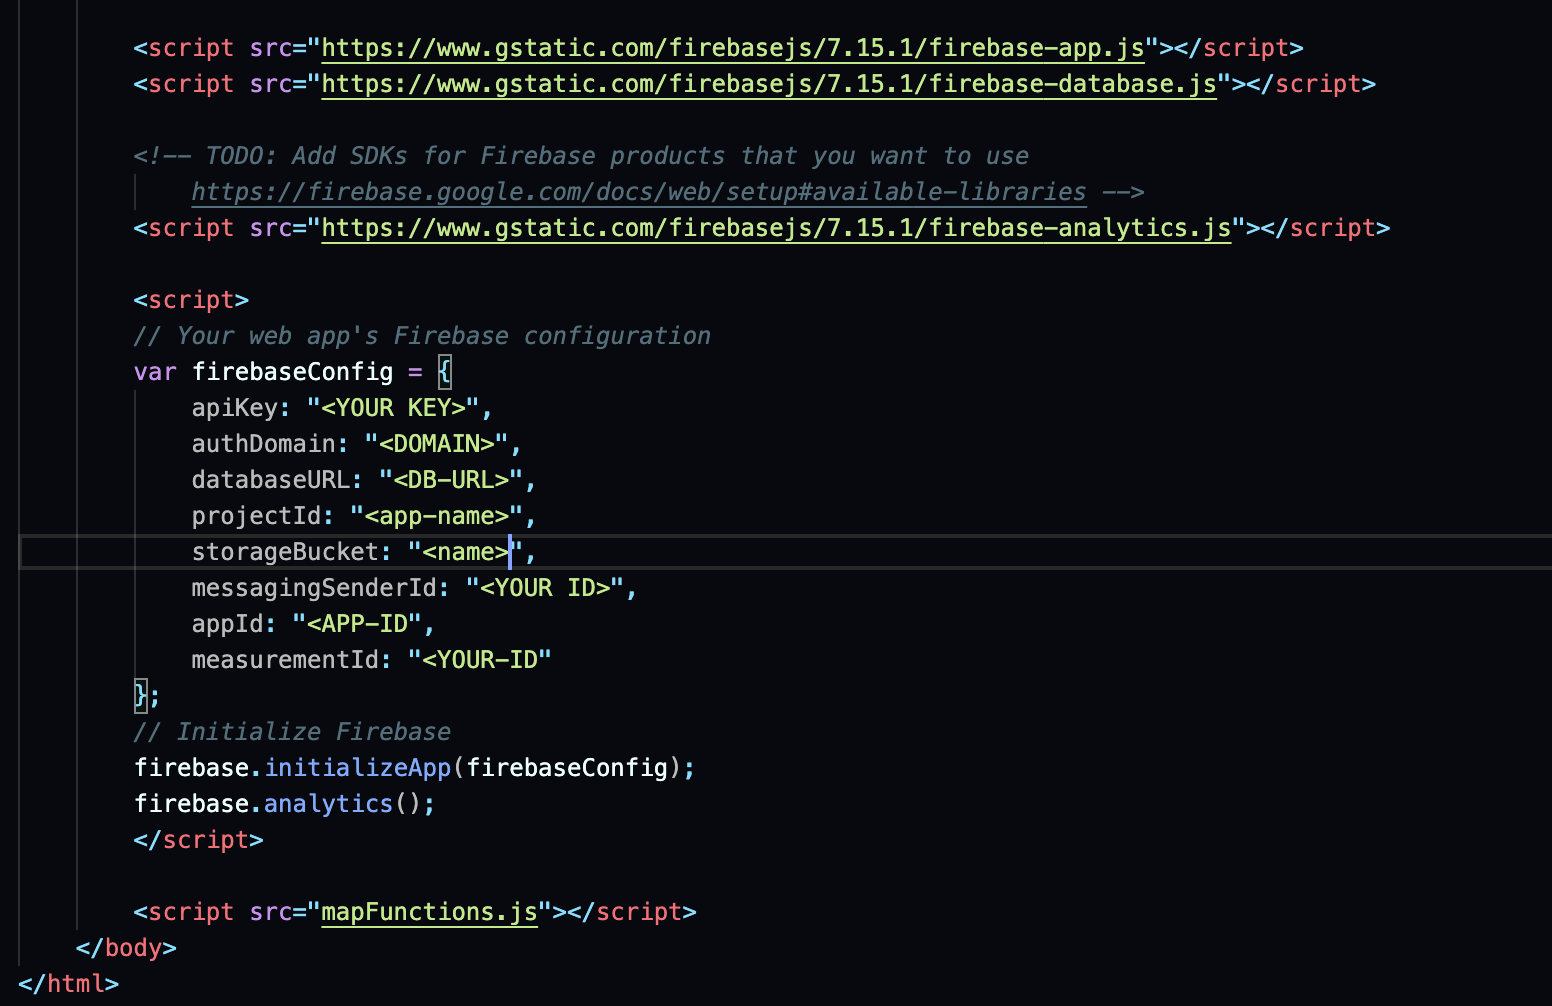 <script src="https://www.gstatic.com/firebasejs/7.15.1/firebase-app.js"></script>
<script src="https://www.gstatic.com/firebasejs/7.15.1/firebase-database.js"></script>
<!-- TODO: Add SDKs for Firebase products that you want to use
https://firebase.google.com/docs/web/setup#available-libraries -->
<script src="https://www.gstatic.com/firebasejs/7.15.1/firebase-analytics.js"></script>
<script>
// Your web app's Firebase configuration
var firebaseConfig = {
apiKey: "<YOUR KEY>",
authDomain: "<DOMAIN>",
databaseURL: "<DB-URL>",
projectId: "<app-name>",
storageBucket: "<name>",
messagingSenderId: "<YOUR ID>",
appId: "<APP-ID",
measurementId: "<YOUR-ID"
};
// Initialize Firebase
firebase.initializeApp(firebaseConfig);
firebase.analytics();
</script>
<script src="mapFunctions.js"></script>
</body>
</html>